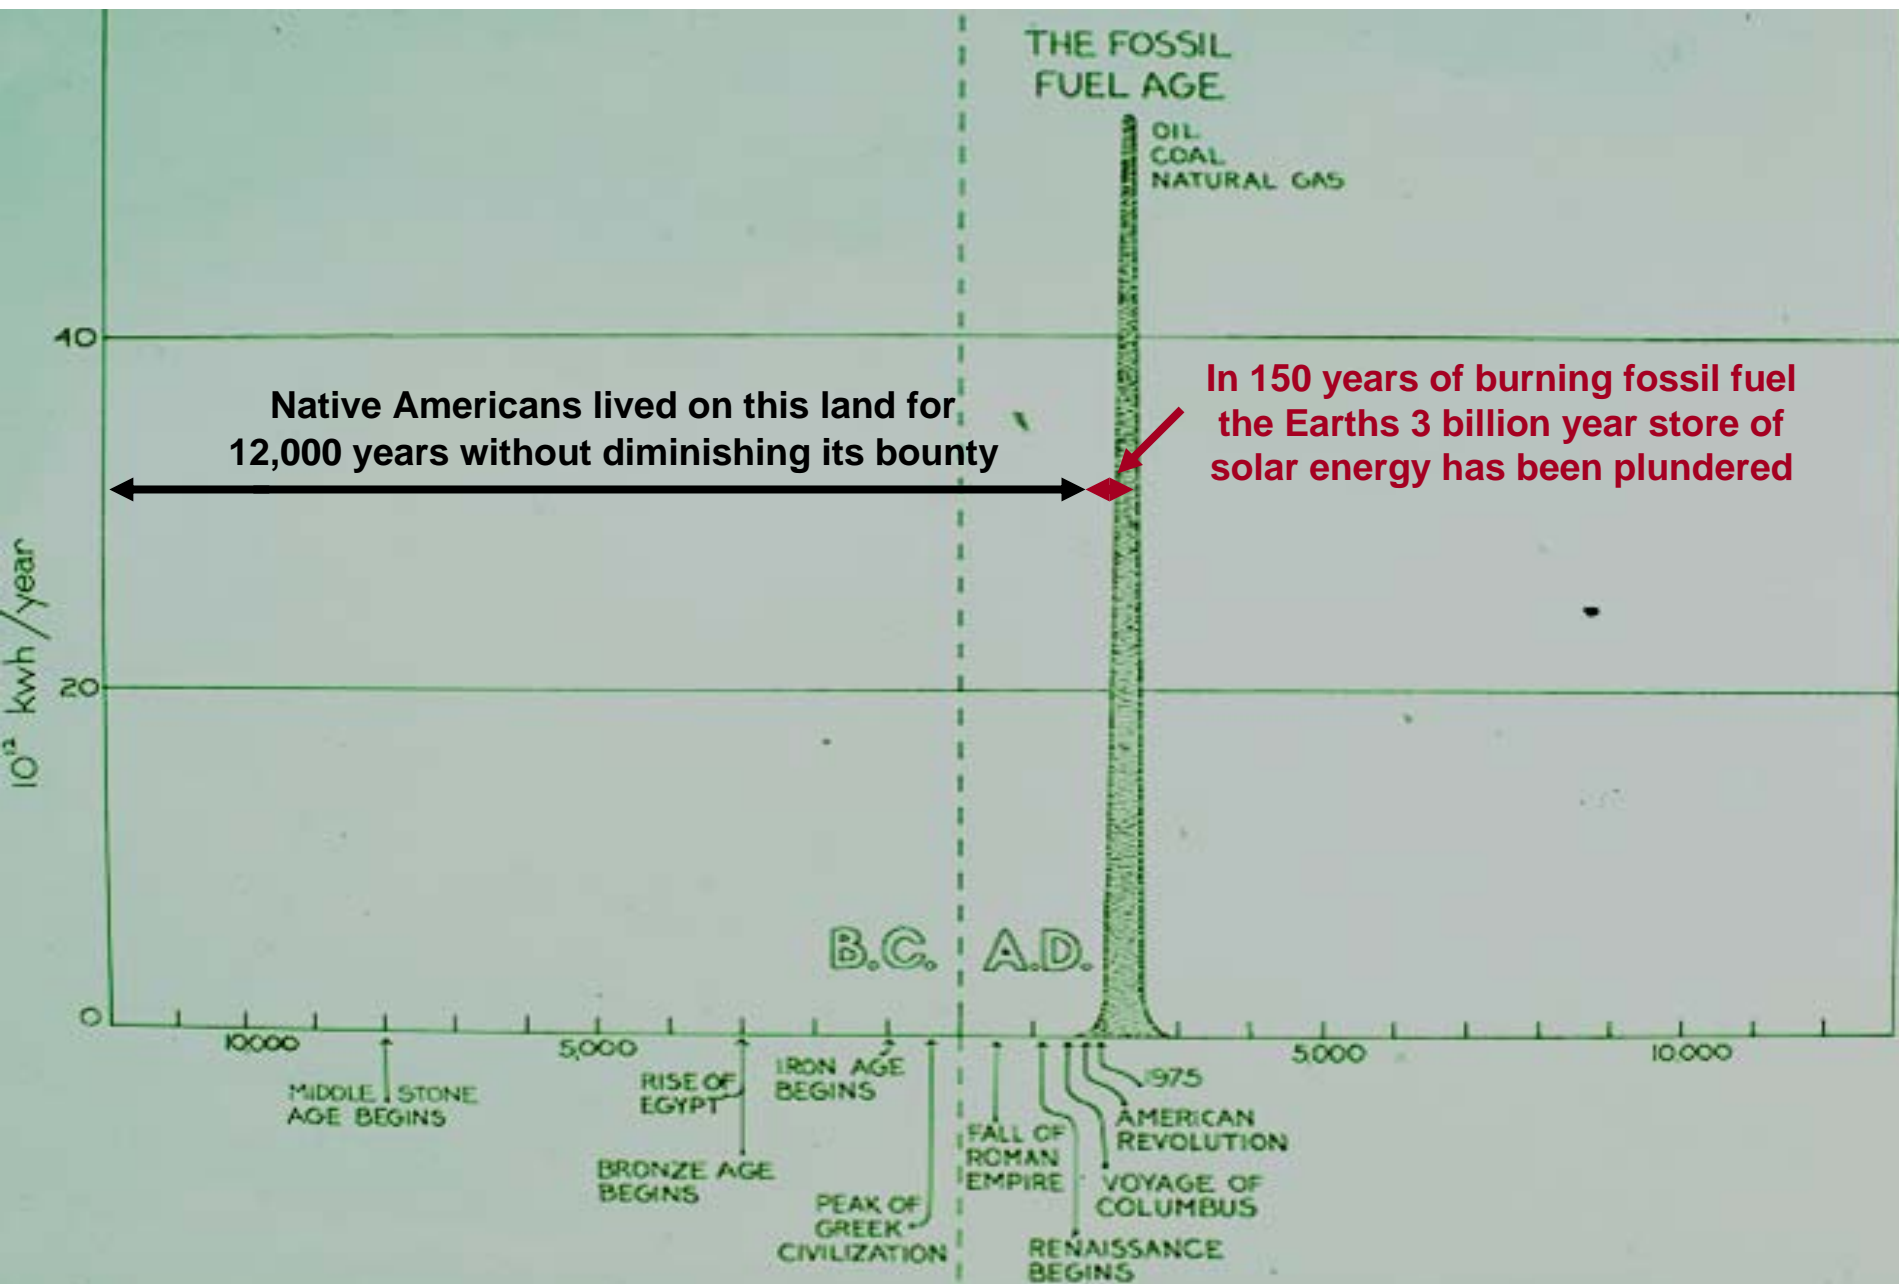 THE FOSSIL
FUEL AGE
OIL
COAL
NATURAL GAS
40
Native Americans lived on this land for
12,000 years without diminishing its bounty
In 150 years of burning fossil fuel
the Earths 3 billion year store of
solar energy has been plundered
10¹² kwh/year
20
B.C. A.D.
0
10,000
5,000
5,000
10,000
MIDDLE STONE
AGE BEGINS
RISE OF
EGYPT
BRONZE AGE
BEGINS
IRON AGE
BEGINS
PEAK OF
GREEK
CIVILIZATION
FALL OF
ROMAN
EMPIRE
RENAISSANCE
BEGINS
VOYAGE OF
COLUMBUS
AMERICAN
REVOLUTION
1975